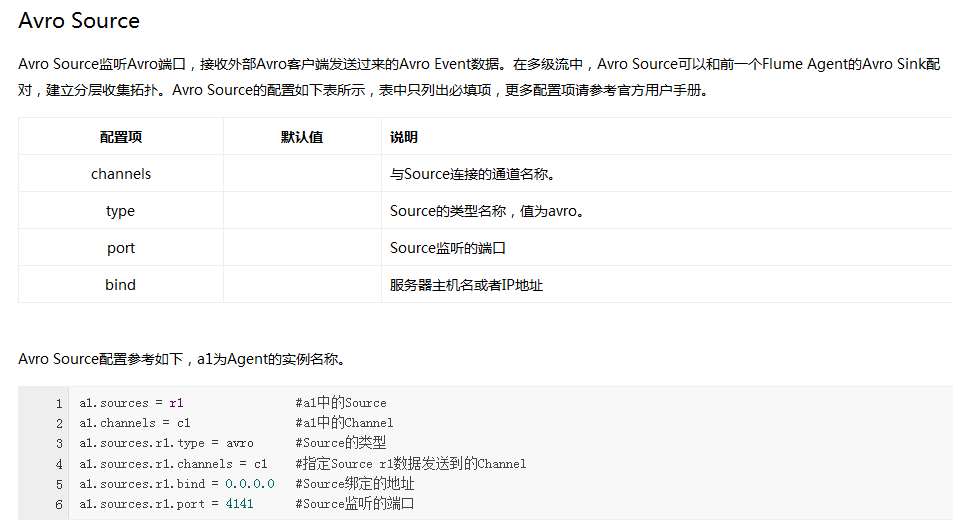 Avro Source
Avro Source监听Avro端口，接收外部Avro客户端发送过来的Avro Event数据。在多级流中，Avro Source可以和前一个Flume Agent的Avro Sink配
对，建立分层收集拓扑。Avro Source的配置如下表所示，表中只列出必填项，更多配置项请参考官方用户手册。
配置项 默认值 说明
channels 与Source连接的通道名称。
type Source的类型名称，值为avro。
port Source监听的端口
bind 服务器主机名或者IP地址
Avro Source配置参考如下，a1为Agent的实例名称。
1 a1.sources = r1 #a1中的Source
2 a1.channels = c1 #a1中的Channel
3 a1.sources.r1.type = avro #Source的类型
4 a1.sources.r1.channels = c1 #指定Source r1数据发送到的Channel
5 a1.sources.r1.bind = 0.0.0.0 #Source绑定的地址
6 a1.sources.r1.port = 4141 #Source监听的端口